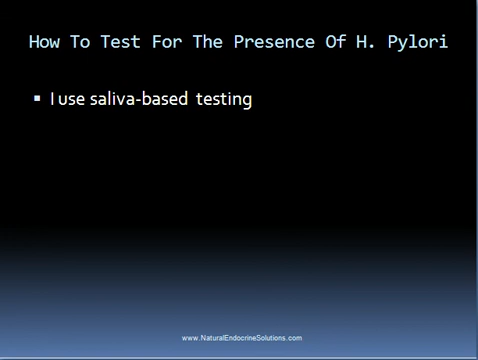 How To Test For The Presence Of H. Pylori
I use saliva-based testing
www.NaturalEndocrineSolutions.com